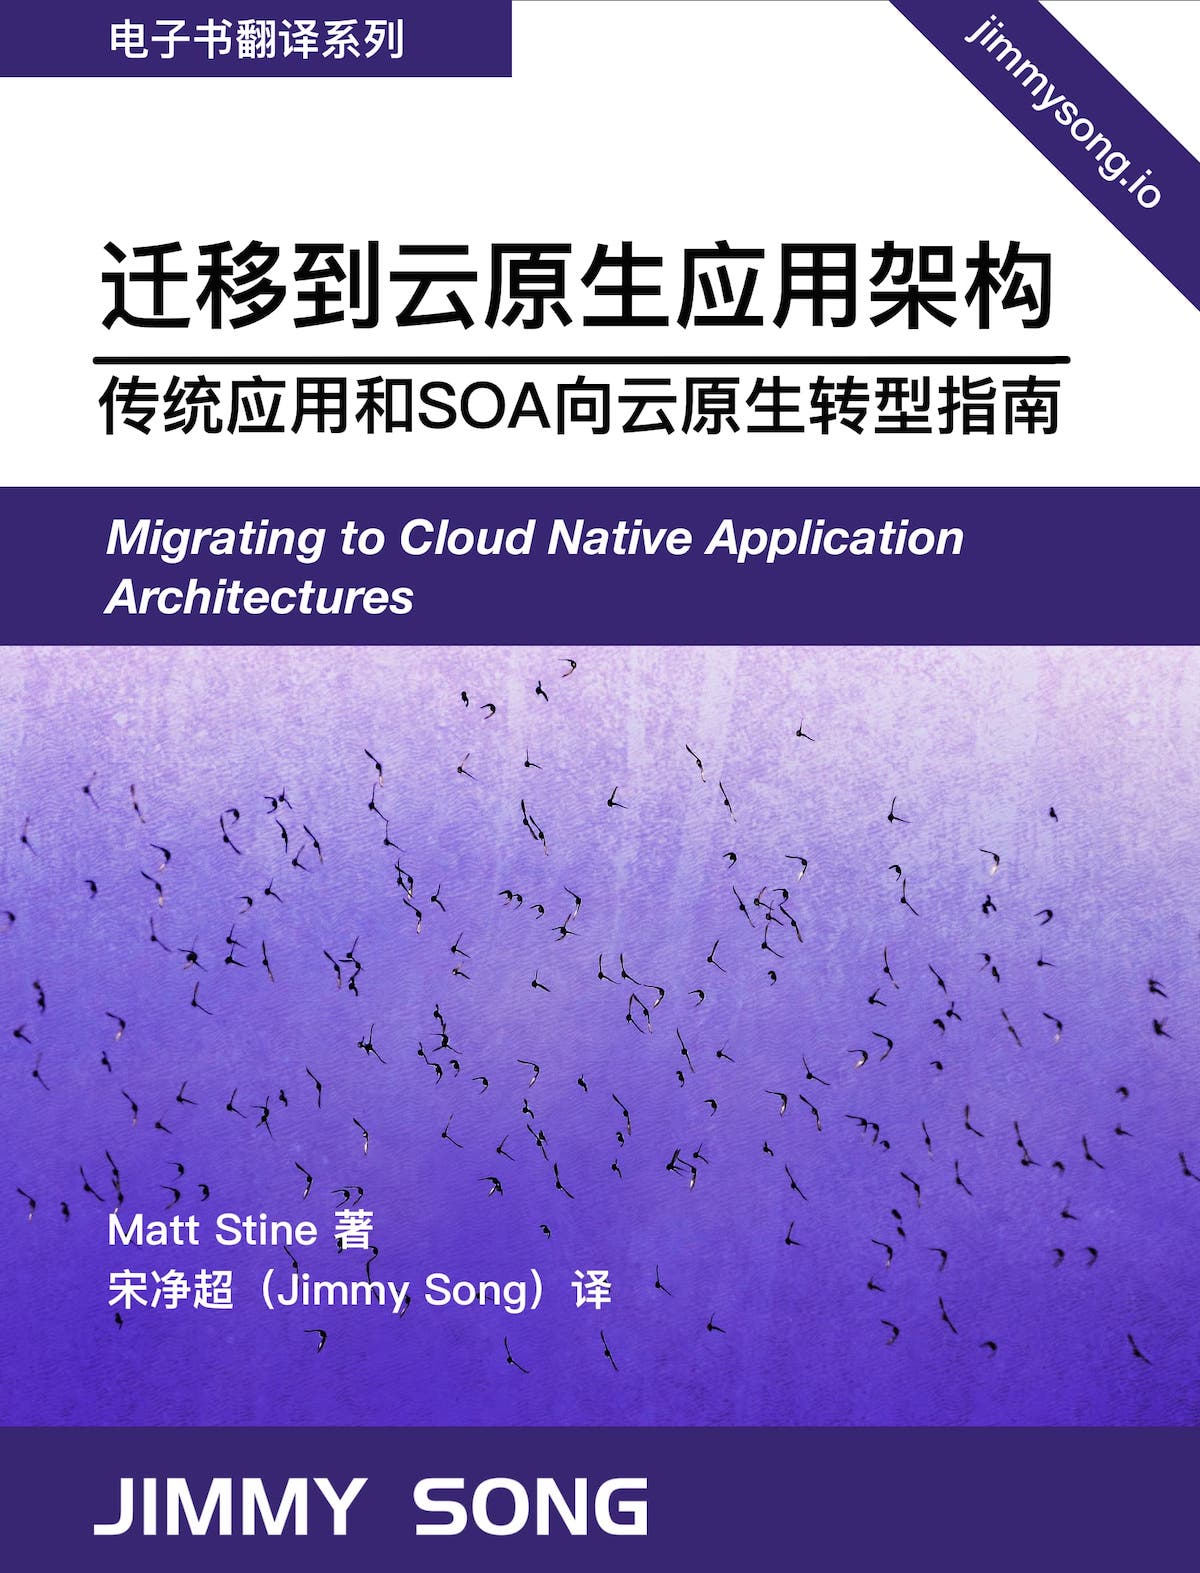 电子书翻译系列
jimmysong.io
迁移到云原生应用架构
传统应用和SOA向云原生转型指南
Migrating to Cloud Native Application
Architectures
Matt Stine 著
宋净超（Jimmy Song）译
JIMMY SONG